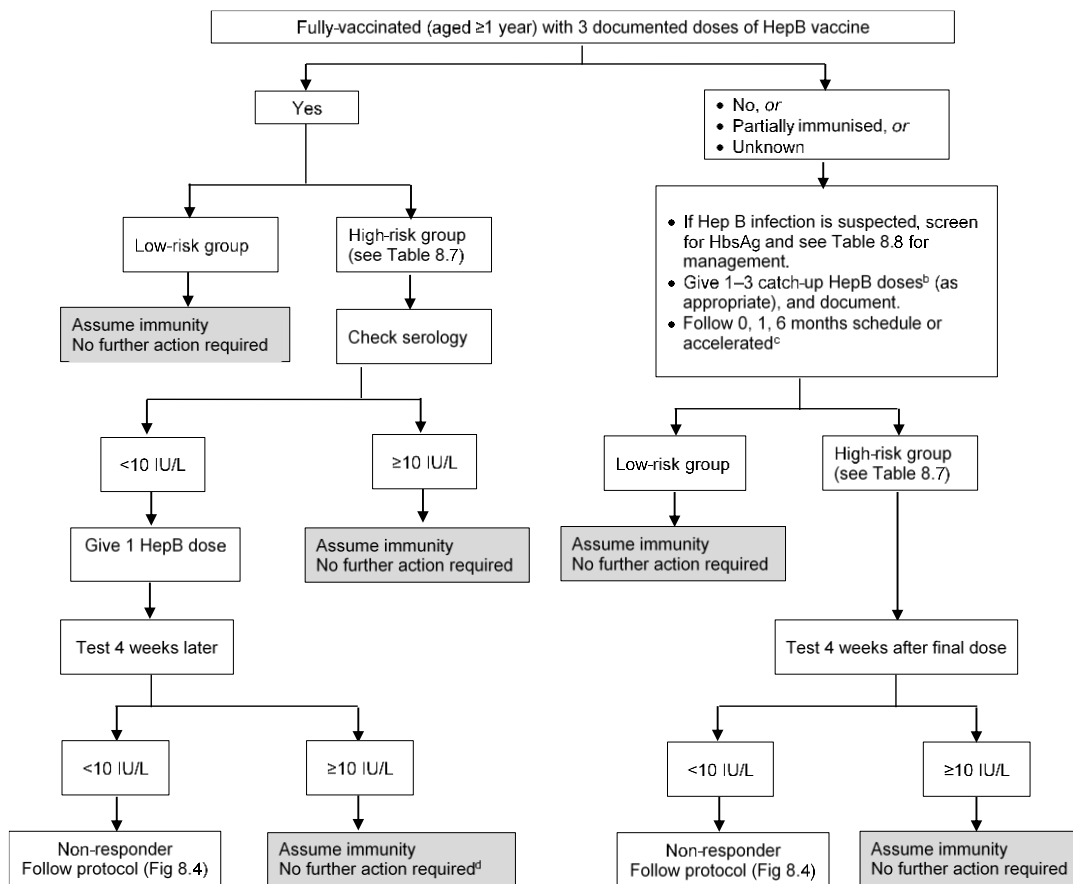 Fully-vaccinated (aged ≥1 year) with 3 documented doses of HepB vaccine
Yes
• No, or
• Partially immunised, or
• Unknown
Low-risk group
High-risk group
(see Table 8.7)
• If Hep B infection is suspected, screen
for HbsAg and see Table 8.8 for
management.
• Give 1–3 catch-up HepB dosesᵇ (as
appropriate), and document.
• Follow 0, 1, 6 months schedule or
acceleratedᶜ
Assume immunity
No further action required
Check serology
<10 IU/L
≥10 IU/L
Low-risk group
High-risk group
(see Table 8.7)
Give 1 HepB dose
Assume immunity
No further action required
Assume immunity
No further action required
Test 4 weeks later
Test 4 weeks after final dose
<10 IU/L
≥10 IU/L
<10 IU/L
≥10 IU/L
Non-responder
Follow protocol (Fig 8.4)
Assume immunity
No further action requiredᵈ
Non-responder
Follow protocol (Fig 8.4)
Assume immunity
No further action required